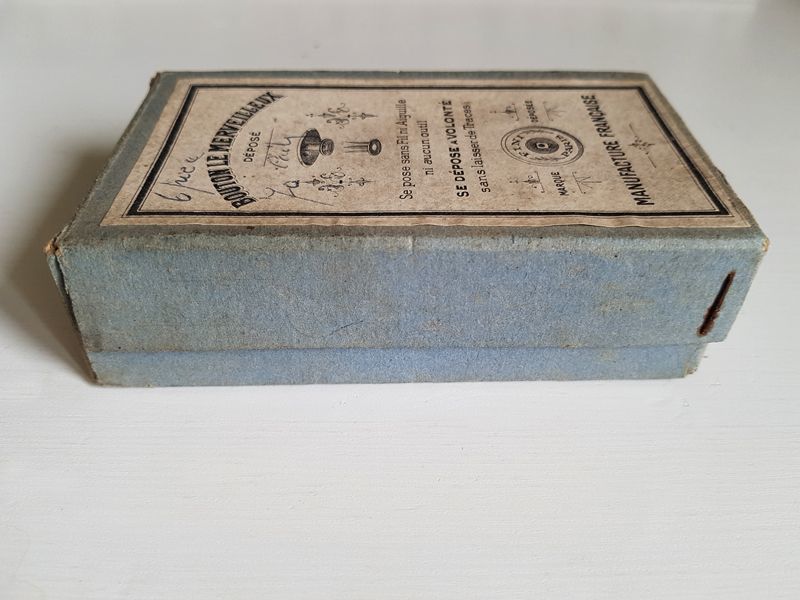 BOUTON LE MERVEILLEUX
DÉPOSÉ
Se pose sans Fil ni Aiguille
ni aucun outil
SE DÉPOSE A VOLONTÉ
sans laisser de Traces
MARQUE DÉPOSÉE
MANUFACTURE FRANÇAISE